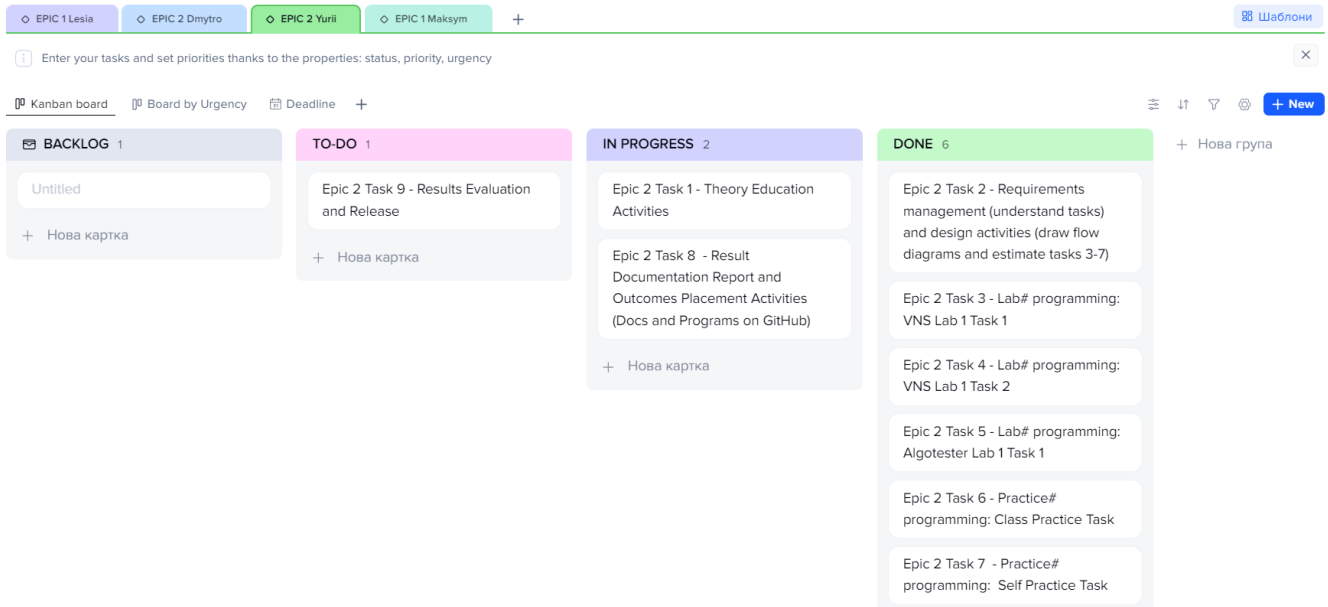 EPIC 1 Lesia
EPIC 2 Dmytro
EPIC 2 Yurii
EPIC 1 Maksym
Шаблони
Enter your tasks and set priorities thanks to the properties: status, priority, urgency
Kanban board
Board by Urgency
Deadline
New
BACKLOG 1
Untitled
Нова картка
TO-DO 1
Epic 2 Task 9 - Results Evaluation
and Release
Нова картка
IN PROGRESS 2
Epic 2 Task 1 - Theory Education
Activities
Epic 2 Task 8 - Result
Documentation Report and
Outcomes Placement Activities
(Docs and Programs on GitHub)
Нова картка
DONE 6
Epic 2 Task 2 - Requirements
management (understand tasks)
and design activities (draw flow
diagrams and estimate tasks 3-7)
Epic 2 Task 3 - Lab# programming:
VNS Lab 1 Task 1
Epic 2 Task 4 - Lab# programming:
VNS Lab 1 Task 2
Epic 2 Task 5 - Lab# programming:
Algotester Lab 1 Task 1
Epic 2 Task 6 - Practice#
programming: Class Practice Task
Epic 2 Task 7 - Practice#
programming: Self Practice Task
Нова група